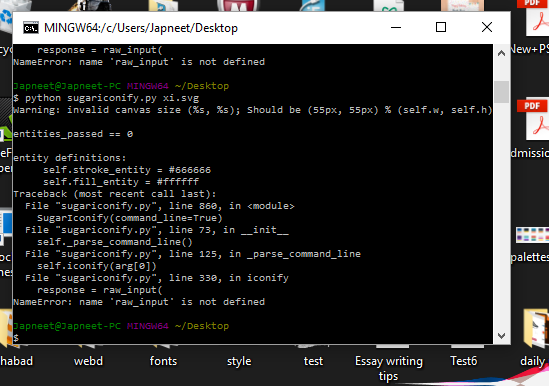 MINGW64:/c/Users/Japneet/Desktop
response = raw_input(
NameError: name 'raw_input' is not defined
Japneet@Japneet-PC MINGW64 ~/Desktop
$ python sugariconify.py xi.svg
Warning: invalid canvas size (%s, %s); Should be (55px, 55px) % (self.w, self.h)
entities_passed == 0
entity definitions:
self.stroke_entity = #666666
self.fill_entity = #ffffff
Traceback (most recent call last):
File "sugariconify.py", line 860, in <module>
SugarIconify(command_line=True)
File "sugariconify.py", line 73, in __init__
self._parse_command_line()
File "sugariconify.py", line 125, in _parse_command_line
self.iconify(arg[0])
File "sugariconify.py", line 330, in iconify
response = raw_input(
NameError: name 'raw_input' is not defined
Japneet@Japneet-PC MINGW64 ~/Desktop
$
PDF
New+PS
PDF
dmission
palettes
habad
webd
fonts
style
test
Essay writing
tips
Test6
daily